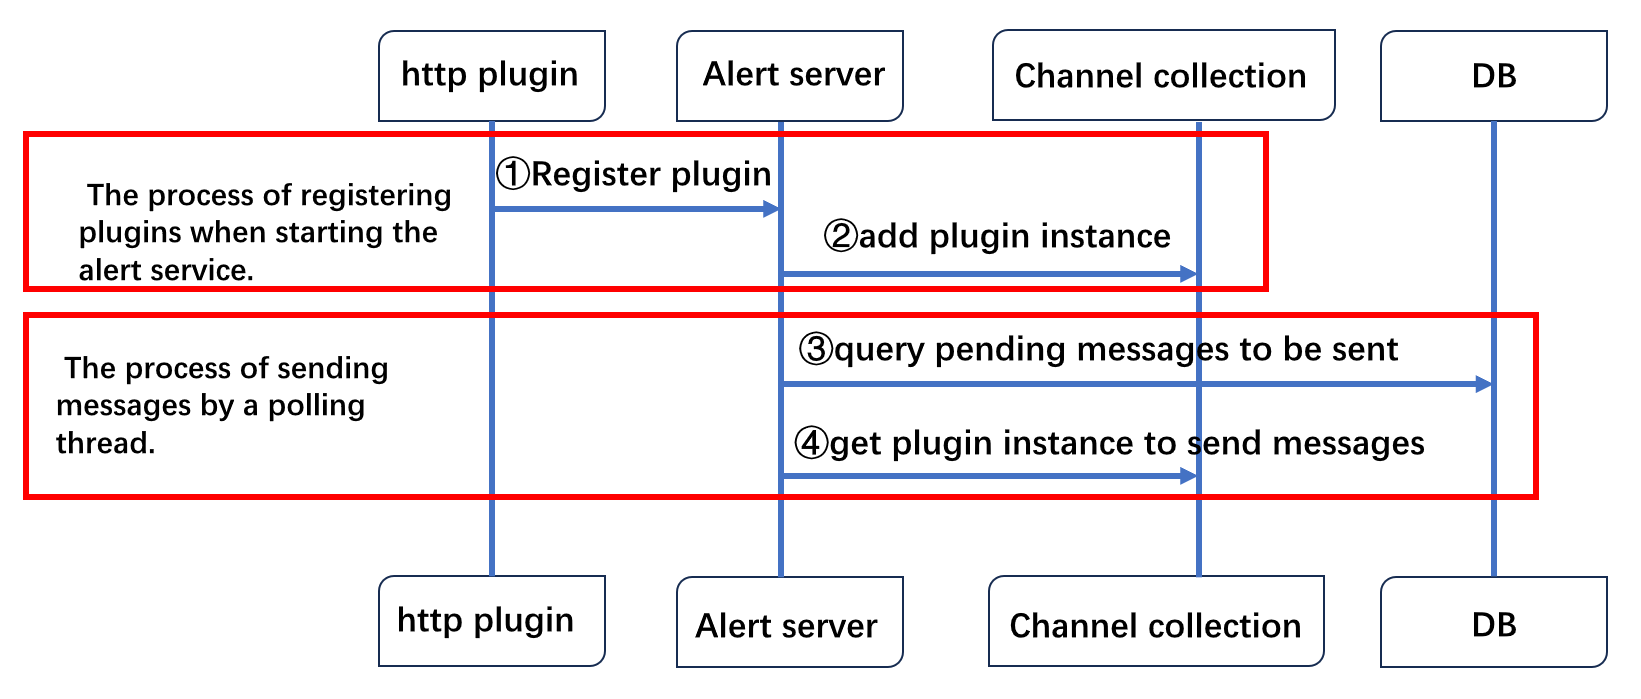 http plugin
Alert server
Channel collection
DB
①Register plugin
The process of registering
plugins when starting the
alert service.
②add plugin instance
③query pending messages to be sent
The process of sending
messages by a polling
thread.
④get plugin instance to send messages
http plugin
Alert server
Channel collection
DB